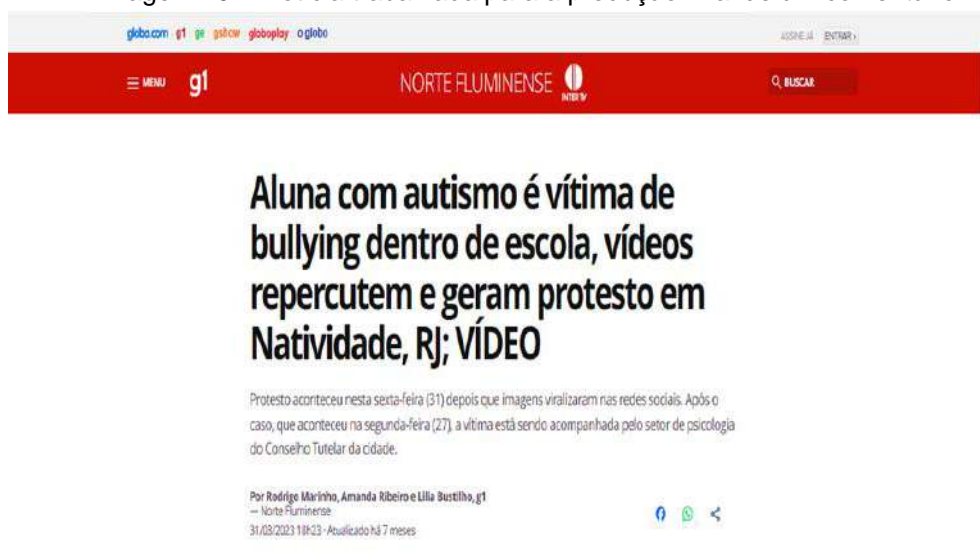 globo.com g1 ge gshow globoplay o globo ASSINE JÁ ENTRAR ›
MENU g1 NORTE FLUMINENSE INTER TV BUSCAR
Aluna com autismo é vítima de
bullying dentro de escola, vídeos
repercutem e geram protesto em
Natividade, RJ; VÍDEO
Protesto aconteceu nesta sexta-feira (31) depois que imagens viralizaram nas redes sociais. Após o
caso, que aconteceu na segunda-feira (27), a vítima está sendo acompanhada pelo setor de psicologia
do Conselho Tutelar da cidade.
Por Rodrigo Marinho, Amanda Ribeiro e Lilia Bustilho, g1
— Norte Fluminense
31/03/2023 18h23 · Atualizado há 7 meses